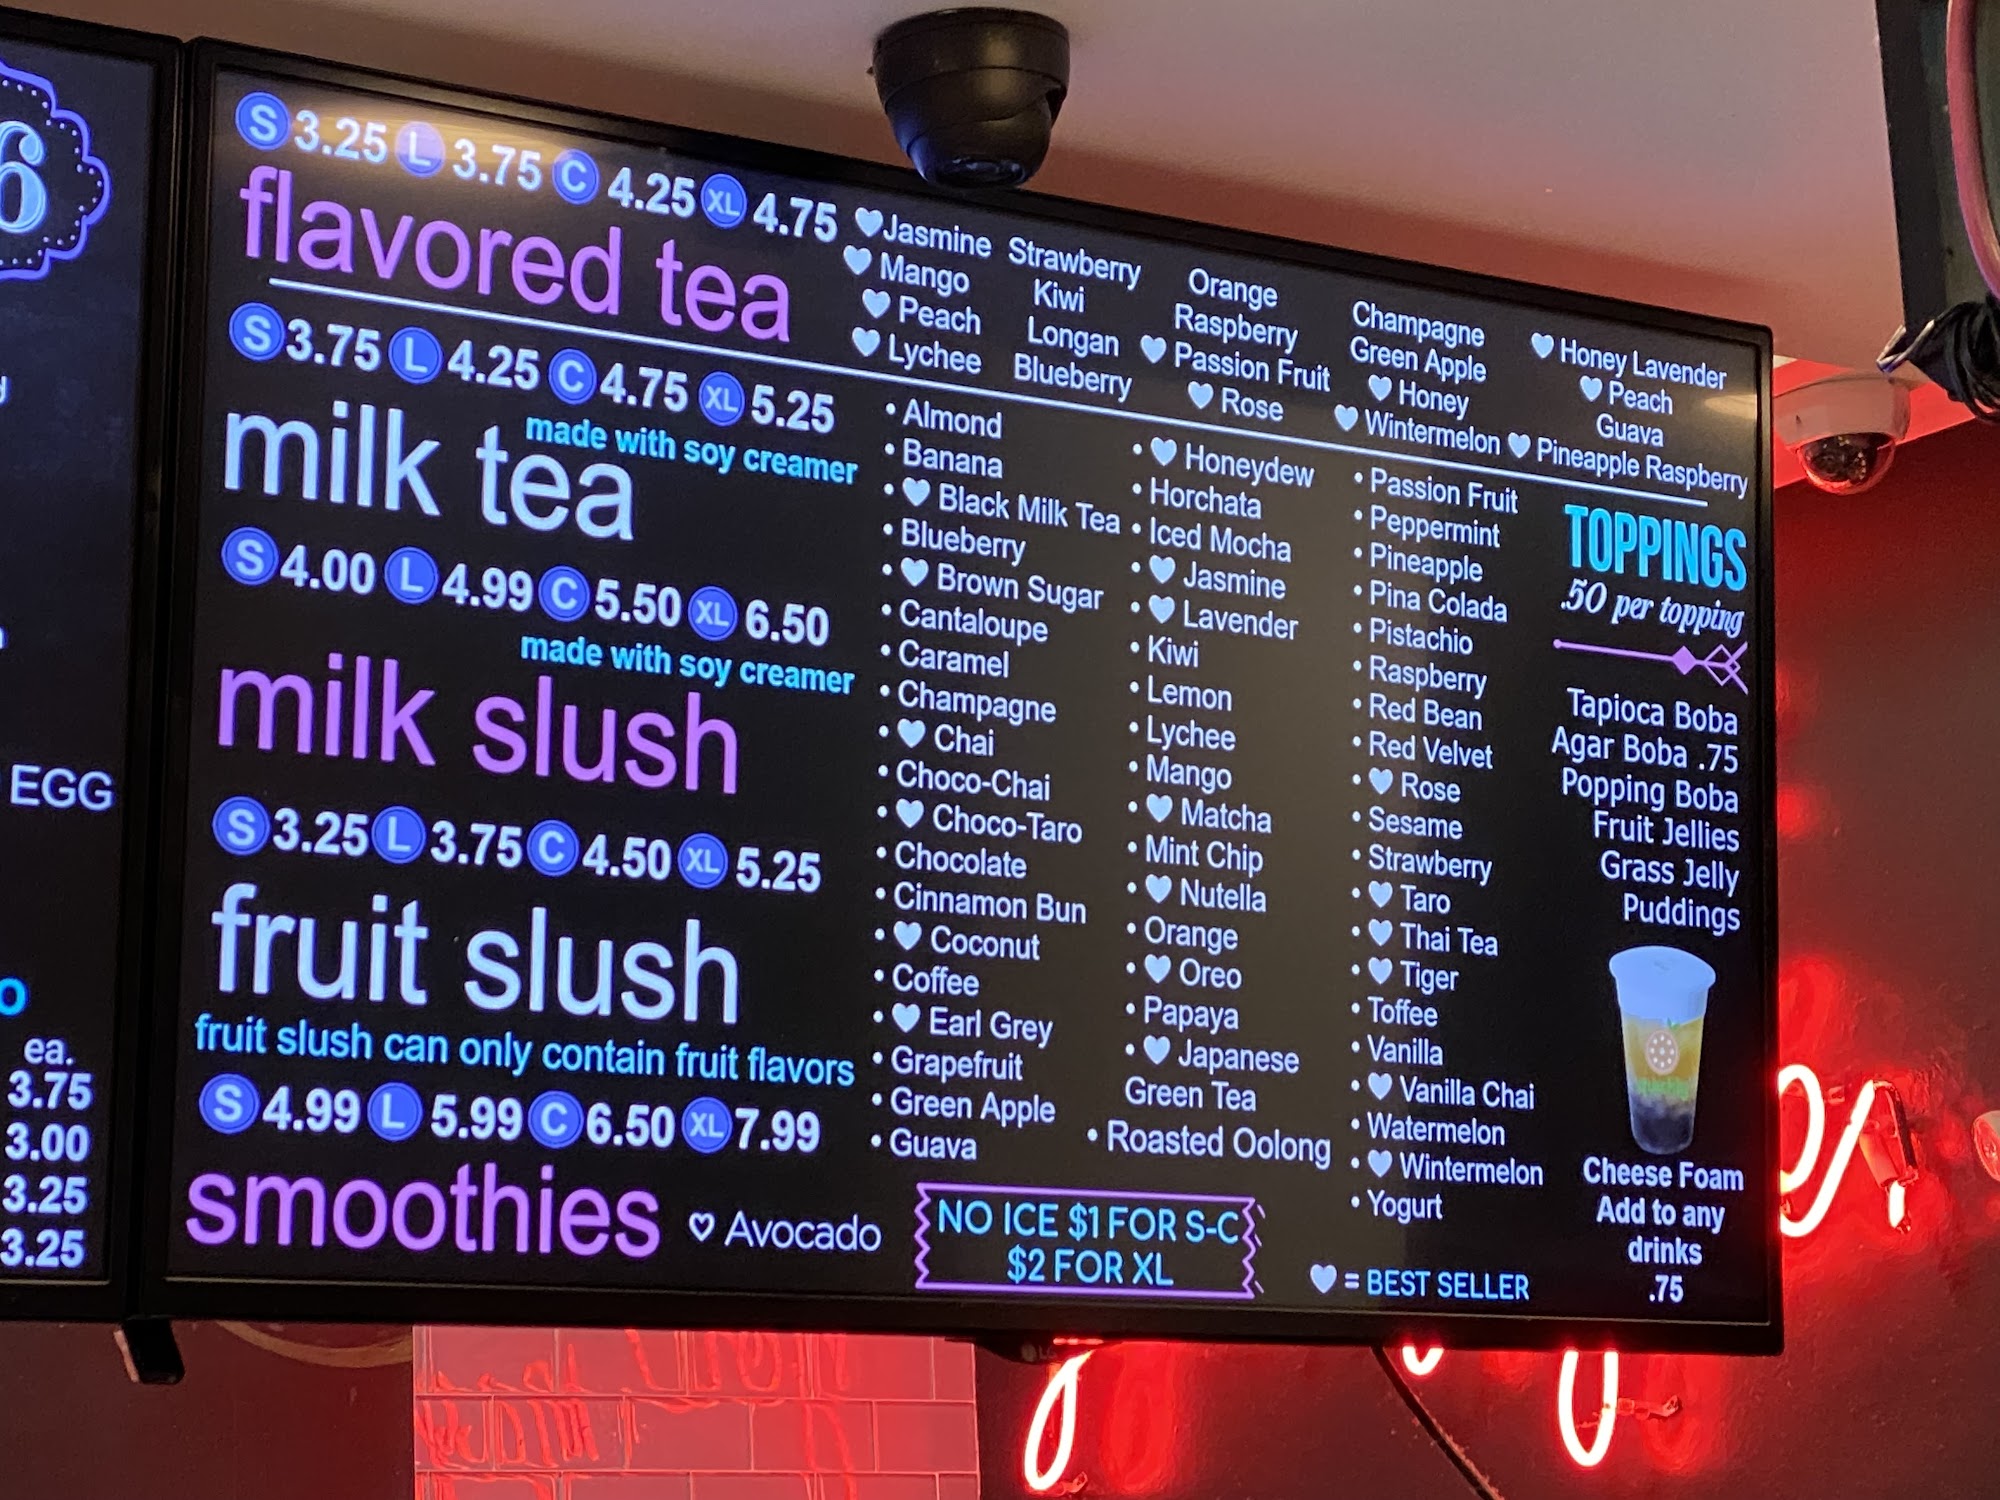 6
EGG
ea.
3.75
3.00
3.25
3.25
S 3.25 L 3.75 C 4.25 XL 4.75
flavored tea
♥Jasmine
♥ Mango
♥ Peach
♥ Lychee
Strawberry
Kiwi
Longan
Blueberry
Orange
Raspberry
♥ Passion Fruit
♥ Rose
Champagne
Green Apple
♥ Honey
♥ Wintermelon
♥ Honey Lavender
♥ Peach
Guava
♥ Pineapple Raspberry
S 3.75 L 4.25 C 4.75 XL 5.25
made with soy creamer
milk tea
S 4.00 L 4.99 C 5.50 XL 6.50
made with soy creamer
milk slush
S 3.25 L 3.75 C 4.50 XL 5.25
fruit slush
fruit slush can only contain fruit flavors
S 4.99 L 5.99 C 6.50 XL 7.99
smoothies ♡ Avocado
• Almond
• Banana
• ♥ Black Milk Tea
• Blueberry
• ♥ Brown Sugar
• Cantaloupe
• Caramel
• Champagne
• ♥ Chai
• Choco-Chai
• ♥ Choco-Taro
• Chocolate
• Cinnamon Bun
• ♥ Coconut
• Coffee
• ♥ Earl Grey
• Grapefruit
• Green Apple
• Guava
• ♥ Honeydew
• Horchata
• Iced Mocha
• ♥ Jasmine
• ♥ Lavender
• Kiwi
• Lemon
• Lychee
• Mango
• ♥ Matcha
• Mint Chip
• ♥ Nutella
• Orange
• ♥ Oreo
• Papaya
• ♥ Japanese
Green Tea
• Roasted Oolong
• Passion Fruit
• Peppermint
• Pineapple
• Pina Colada
• Pistachio
• Raspberry
• Red Bean
• Red Velvet
• ♥ Rose
• Sesame
• Strawberry
• ♥ Taro
• ♥ Thai Tea
• ♥ Tiger
• Toffee
• Vanilla
• ♥ Vanilla Chai
• Watermelon
• ♥ Wintermelon
• Yogurt
NO ICE $1 FOR S-C
$2 FOR XL
♥ = BEST SELLER
TOPPINGS
.50 per topping
Tapioca Boba
Agar Boba .75
Popping Boba
Fruit Jellies
Grass Jelly
Puddings
Cheese Foam
Add to any
drinks
.75
LG